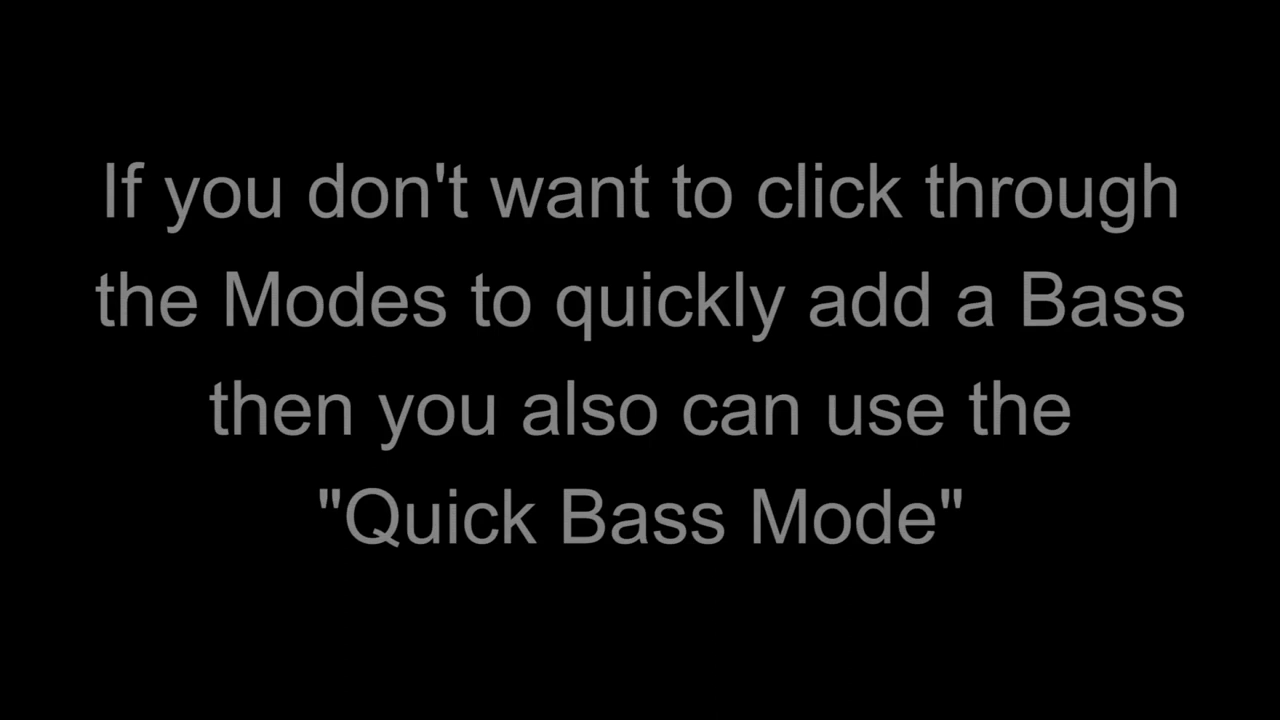 If you don't want to click through
the Modes to quickly add a Bass
then you also can use the
"Quick Bass Mode"